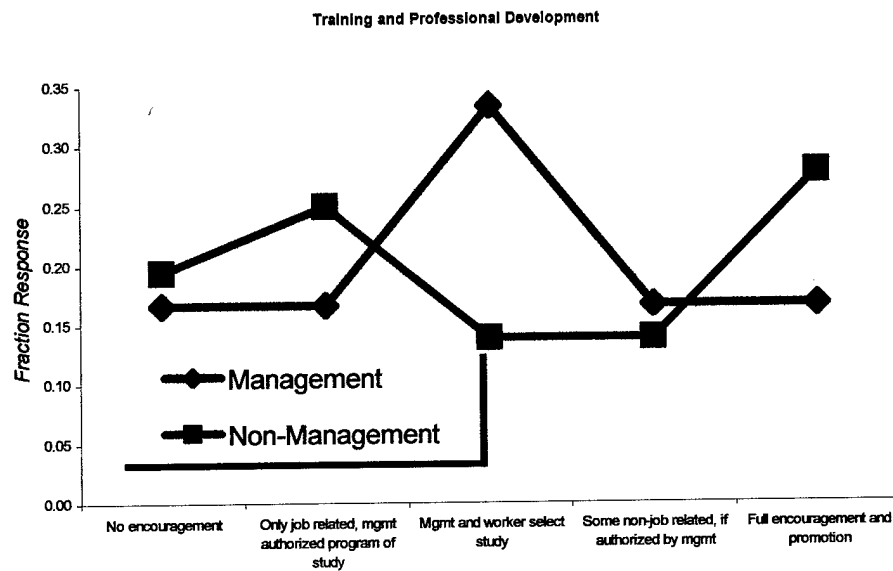 Training and Professional Development
0.35
0.30
0.25
0.20
0.15
0.10
0.05
0.00
Fraction Response
Management
Non-Management
No encouragement
Only job related, mgmt
authorized program of
study
Mgmt and worker select
study
Some non-job related, if
authorized by mgmt
Full encouragement and
promotion